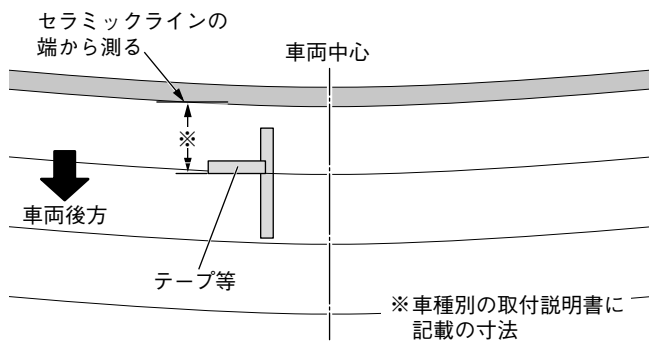 セラミックラインの
端から測る
車両中心
※
車両後方
テープ等
※車種別の取付説明書に
記載の寸法